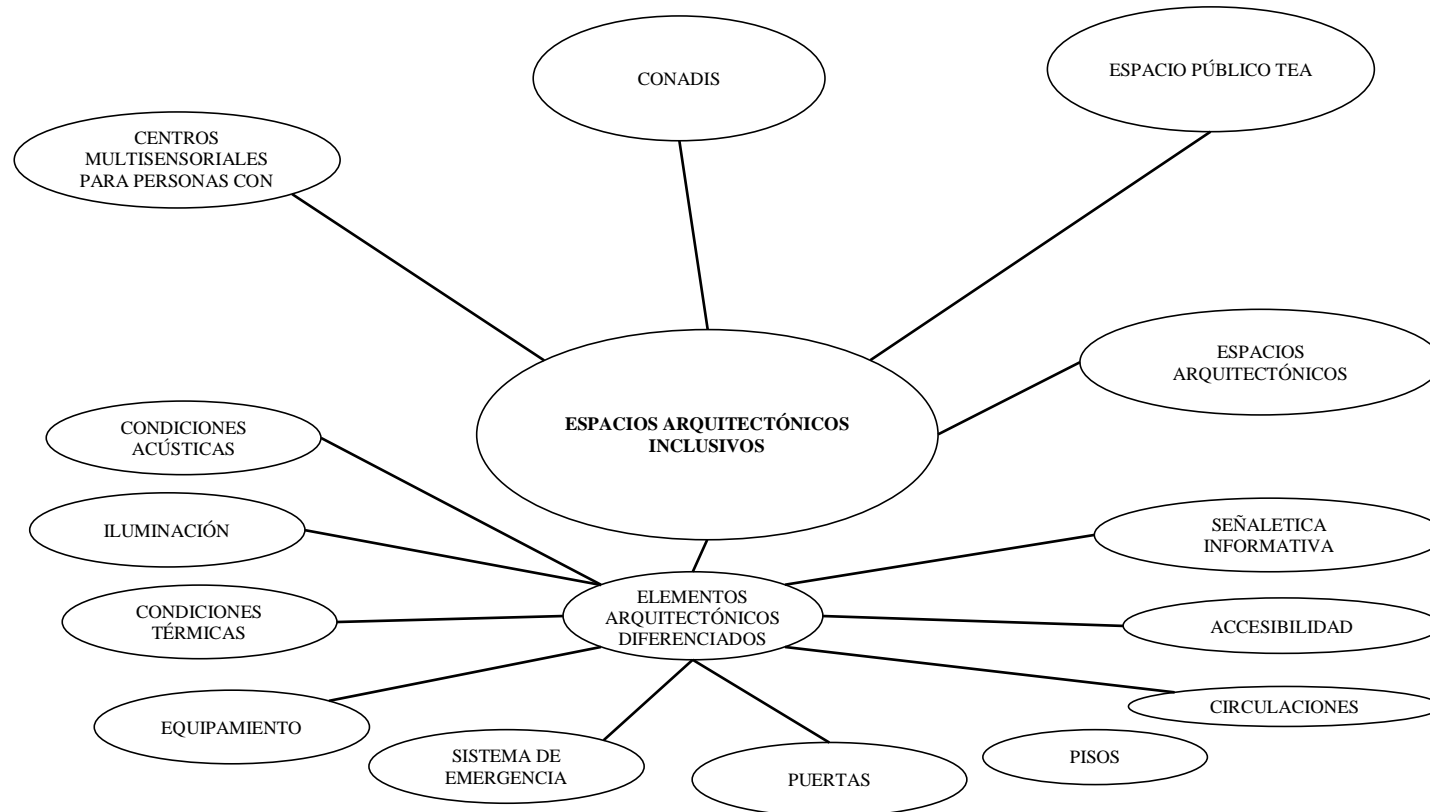 CONADIS
ESPACIO PÚBLICO TEA
CENTROS
MULTISENSORIALES
PARA PERSONAS CON
ESPACIOS
ARQUITECTÓNICOS
ESPACIOS ARQUITECTÓNICOS
INCLUSIVOS
CONDICIONES
ACÚSTICAS
ILUMINACIÓN
SEÑALETICA
INFORMATIVA
CONDICIONES
TÉRMICAS
ELEMENTOS
ARQUITECTÓNICOS
DIFERENCIADOS
ACCESIBILIDAD
EQUIPAMIENTO
CIRCULACIONES
SISTEMA DE
EMERGENCIA
PUERTAS
PISOS